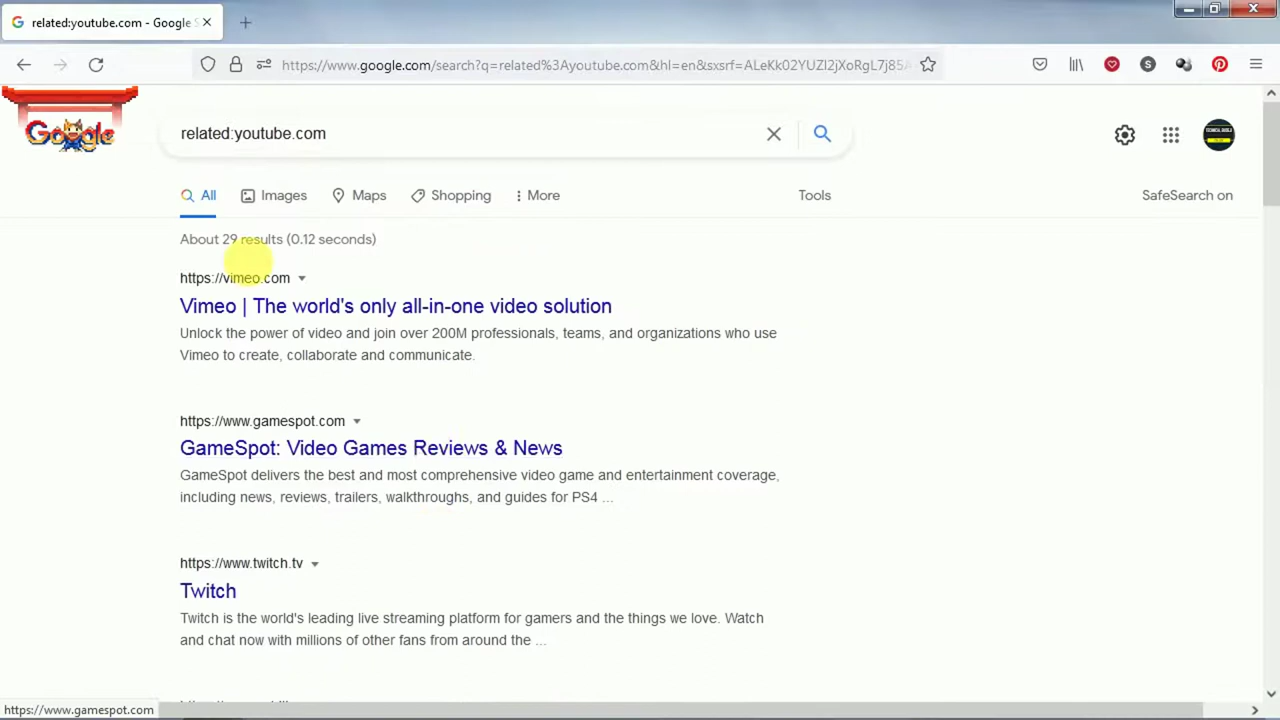 related:youtube.com - Google S
https://www.google.com/search?q=related%3Ayoutube.com&hl=en&sxsrf=ALeKk02YUZI2jXoRgL7j85A
Google
related:youtube.com
All Images Maps Shopping More Tools SafeSearch on
About 29 results (0.12 seconds)
https://vimeo.com
Vimeo | The world's only all-in-one video solution
Unlock the power of video and join over 200M professionals, teams, and organizations who use
Vimeo to create, collaborate and communicate.
https://www.gamespot.com
GameSpot: Video Games Reviews & News
GameSpot delivers the best and most comprehensive video game and entertainment coverage,
including news, reviews, trailers, walkthroughs, and guides for PS4 ...
https://www.twitch.tv
Twitch
Twitch is the world's leading live streaming platform for gamers and the things we love. Watch
and chat now with millions of other fans from around the ...
https://www.gamespot.com